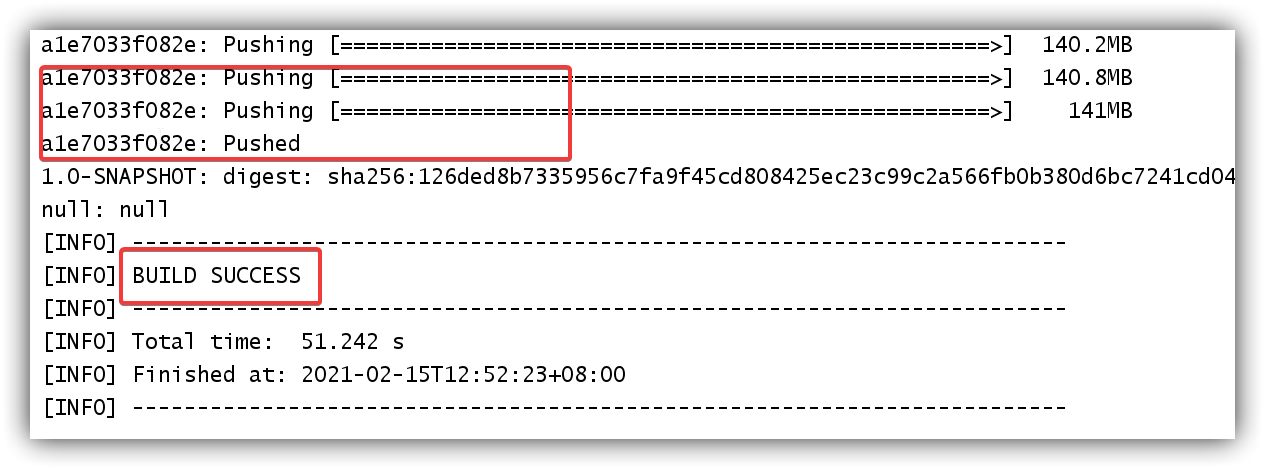 a1e7033f082e: Pushing [==================================================>]  140.2MB
a1e7033f082e: Pushing [==================================================>]  140.8MB
a1e7033f082e: Pushing [==================================================>]    141MB
a1e7033f082e: Pushed
1.0-SNAPSHOT: digest: sha256:126ded8b7335956c7fa9f45cd808425ec23c99c2a566fb0b380d6bc7241cd04
null: null
[INFO] ------------------------------------------------------------------------
[INFO] BUILD SUCCESS
[INFO] ------------------------------------------------------------------------
[INFO] Total time:  51.242 s
[INFO] Finished at: 2021-02-15T12:52:23+08:00
[INFO] ------------------------------------------------------------------------